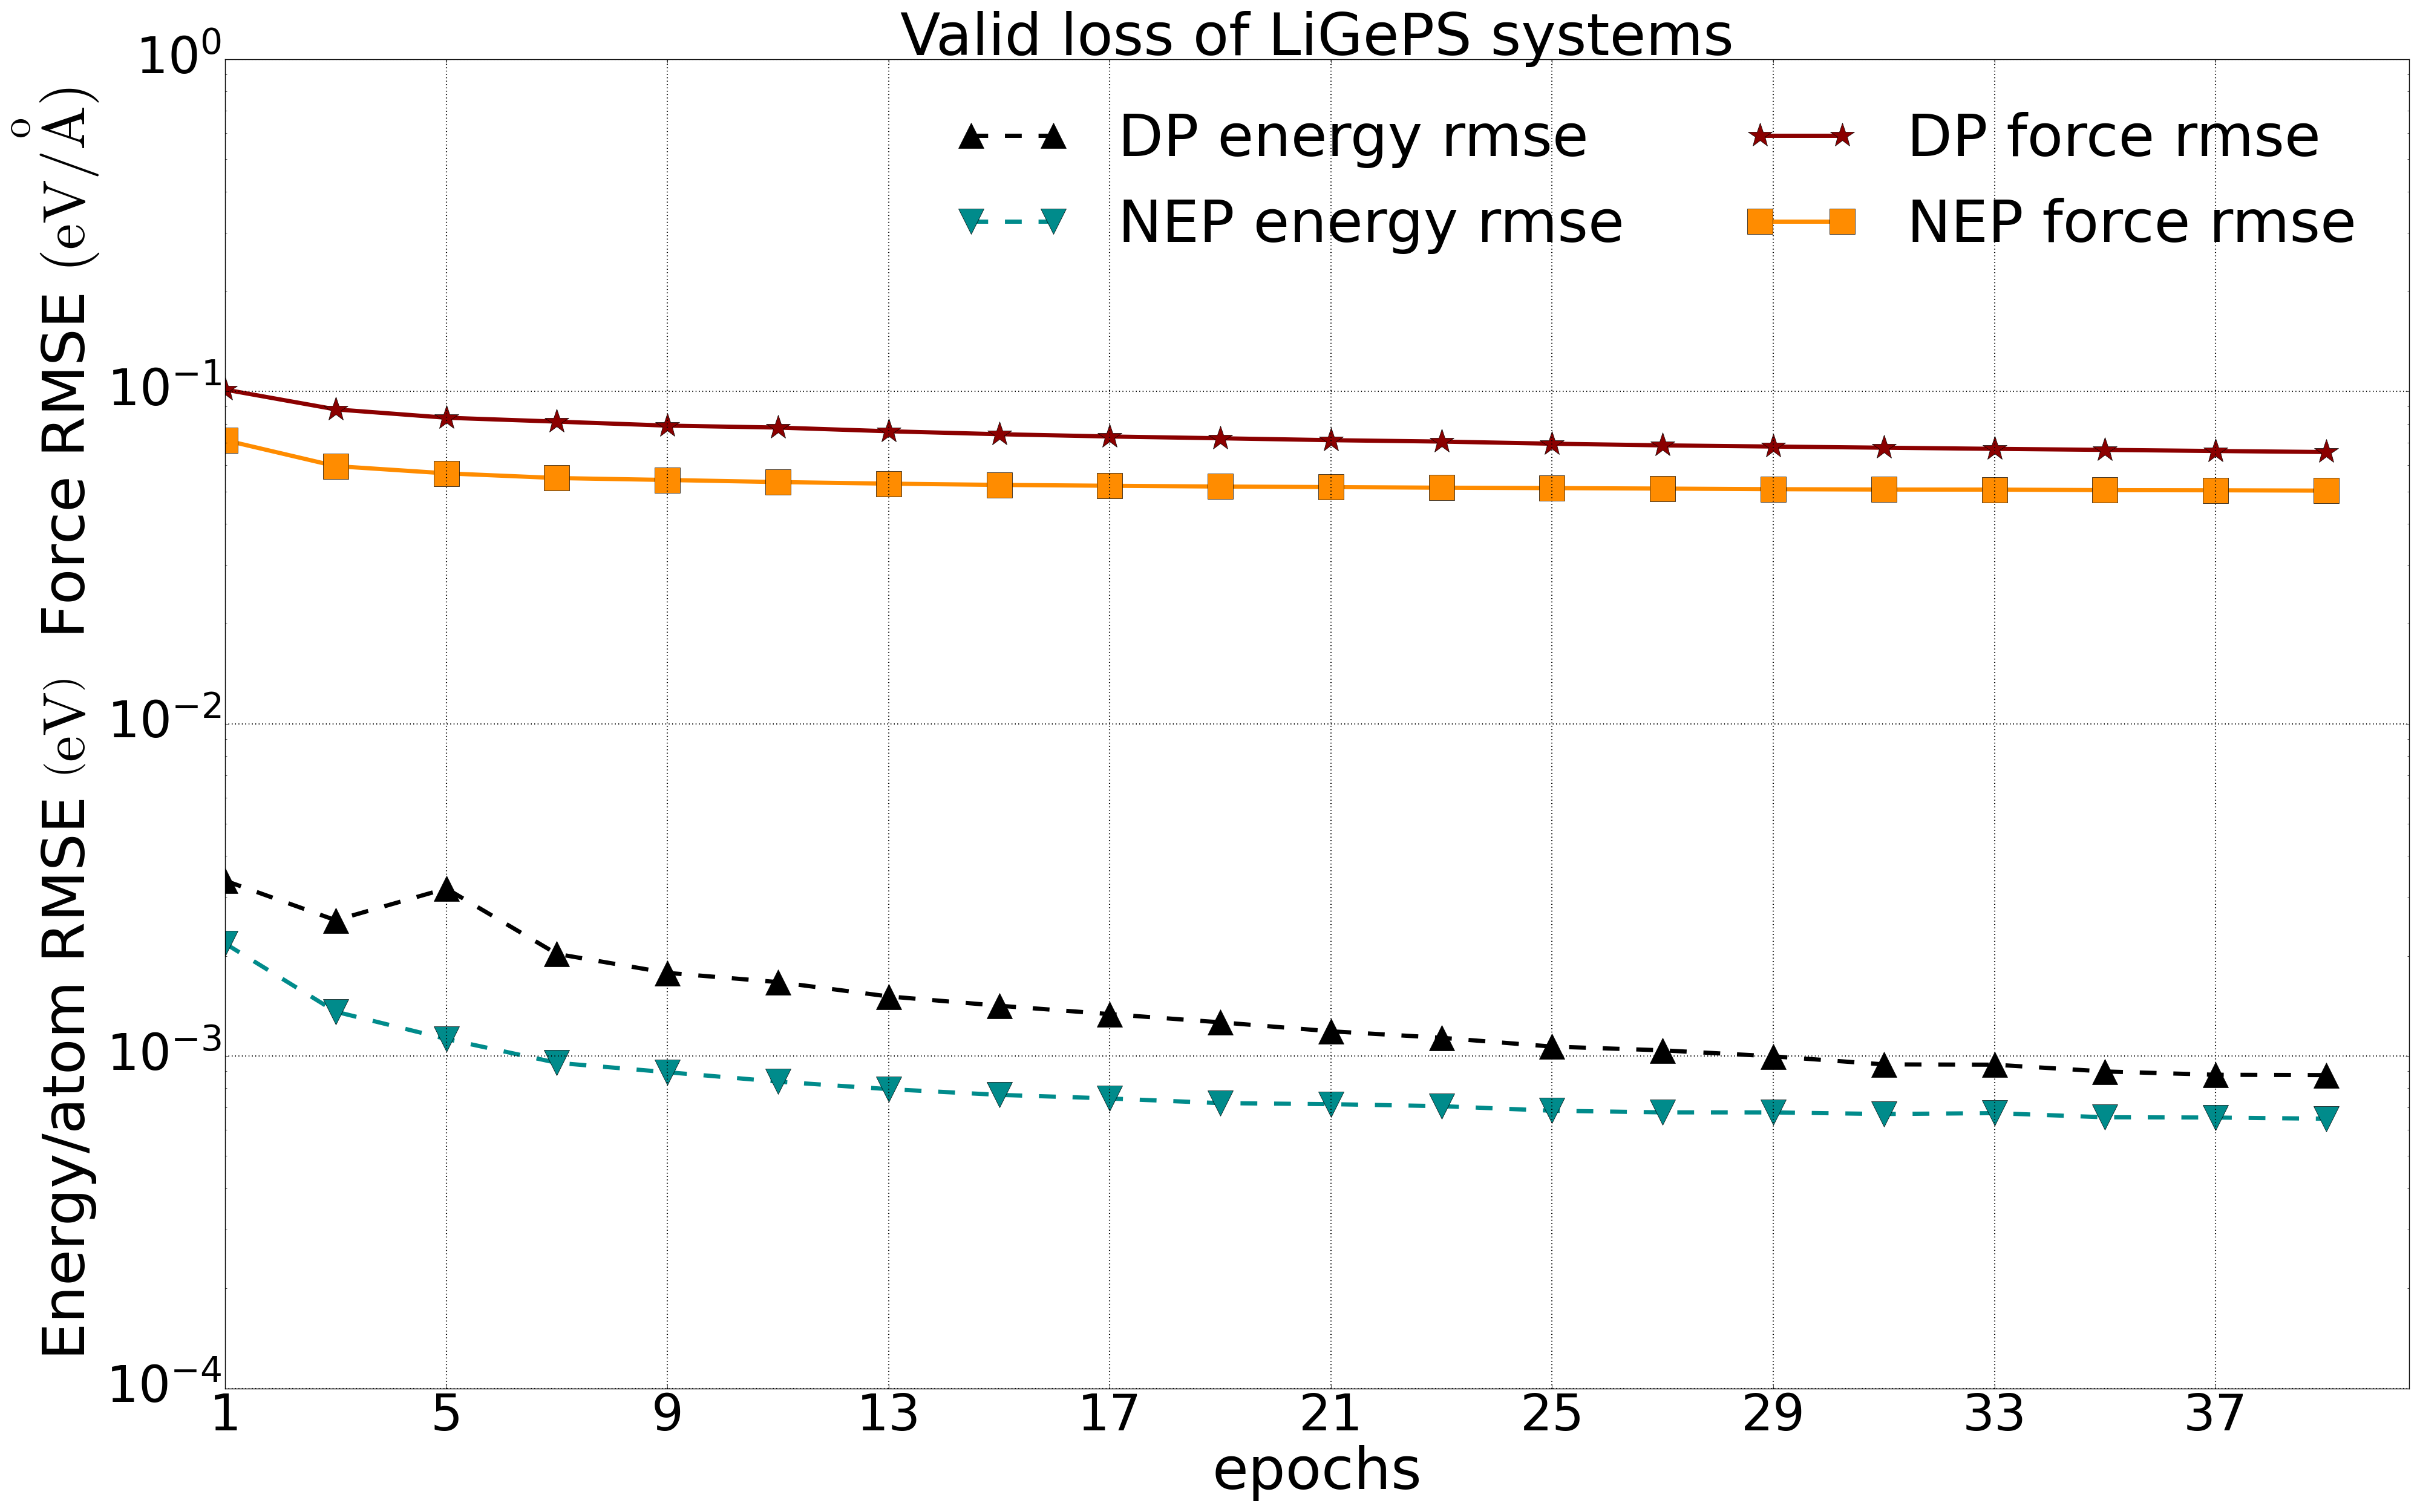 Valid loss of LiGePS systems
DP energy rmse
NEP energy rmse
DP force rmse
NEP force rmse
Energy/atom RMSE (eV) Force RMSE (eV/Å)
10⁰
10⁻¹
10⁻²
10⁻³
10⁻⁴
1 5 9 13 17 21 25 29 33 37
epochs